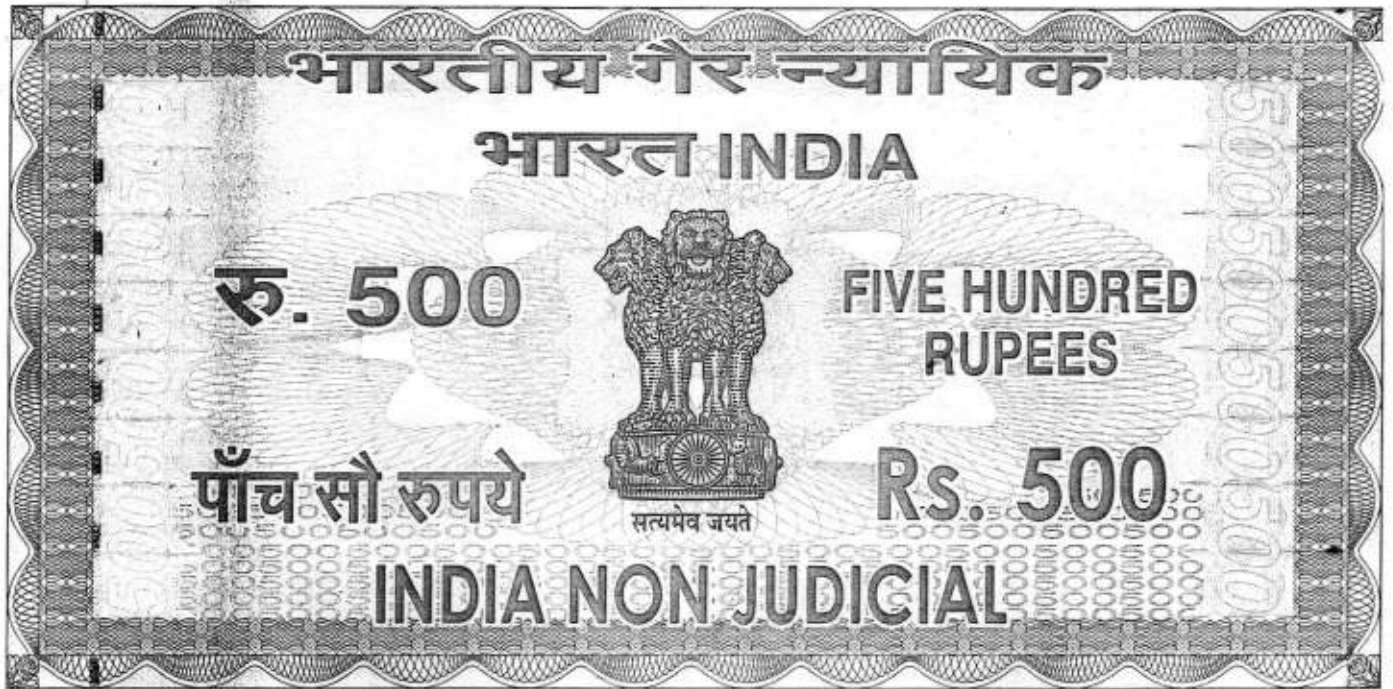 भारतीय गैर न्यायिक
भारत INDIA
रु. 500
FIVE HUNDRED
RUPEES
पाँच सौ रुपये
Rs. 500
सत्यमेव जयते
INDIA NON JUDICIAL